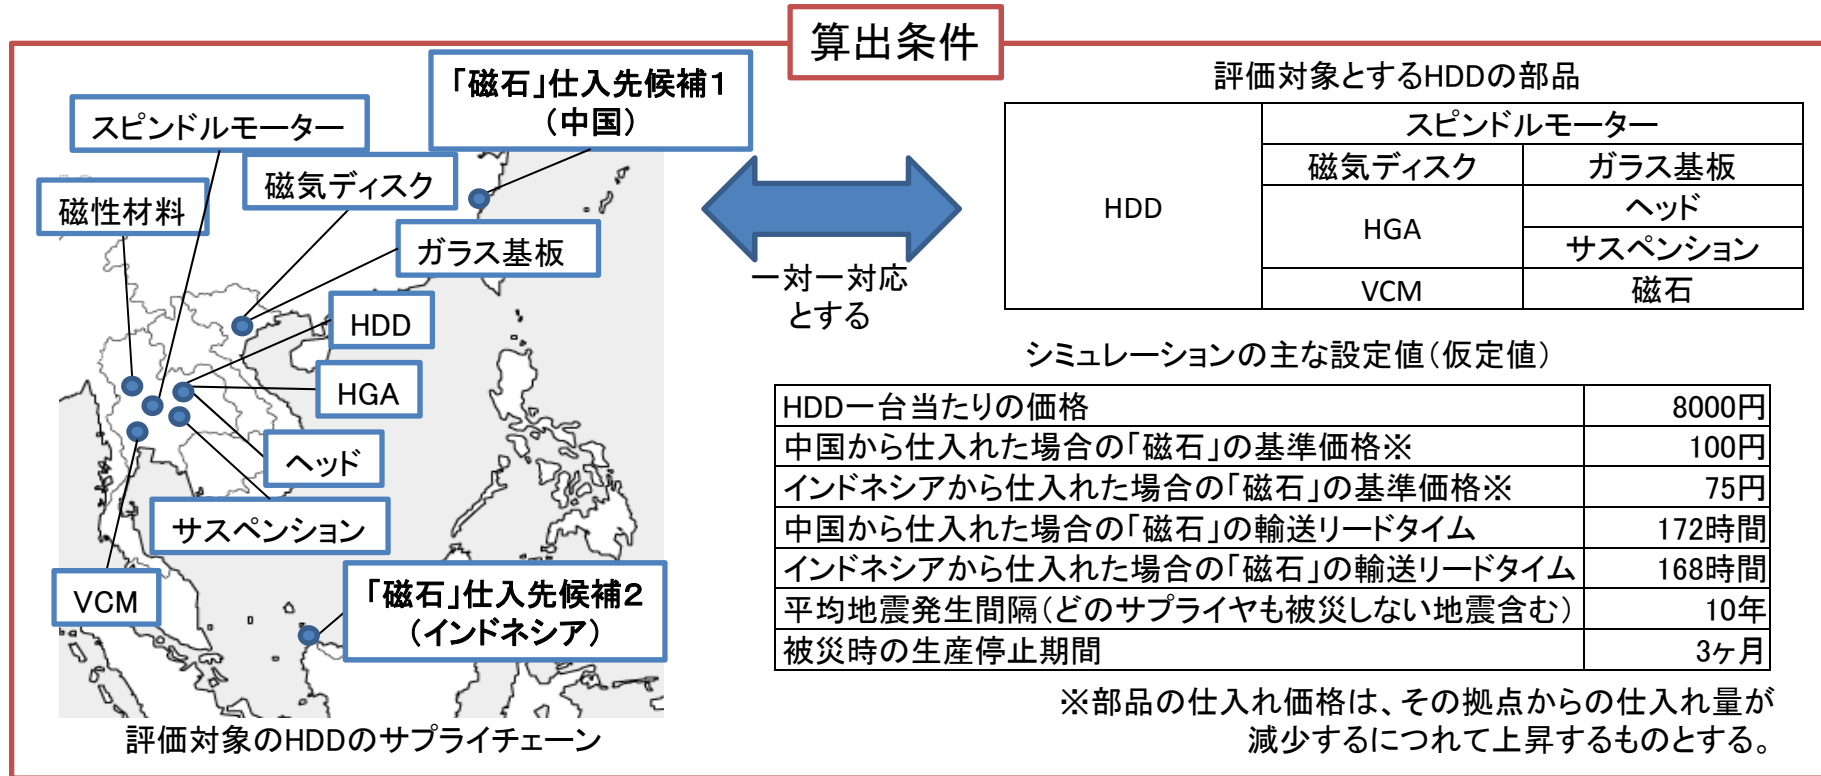 算出条件
「磁石」仕入先候補1
（中国）
スピンドルモーター
磁気ディスク
磁性材料
ガラス基板
HDD
HGA
ヘッド
サスペンション
VCM
「磁石」仕入先候補2
（インドネシア）
評価対象のHDDのサプライチェーン
一対一対応
とする
評価対象とするHDDの部品
HDD
スピンドルモーター
磁気ディスク ガラス基板
HGA
ヘッド
サスペンション
VCM 磁石
シミュレーションの主な設定値（仮定値）
HDD一台当たりの価格 8000円
中国から仕入れた場合の「磁石」の基準価格※ 100円
インドネシアから仕入れた場合の「磁石」の基準価格※ 75円
中国から仕入れた場合の「磁石」の輸送リードタイム 172時間
インドネシアから仕入れた場合の「磁石」の輸送リードタイム 168時間
平均地震発生間隔（どのサプライヤも被災しない地震含む） 10年
被災時の生産停止期間 3ヶ月
※部品の仕入れ価格は、その拠点からの仕入れ量が
減少するにつれて上昇するものとする。